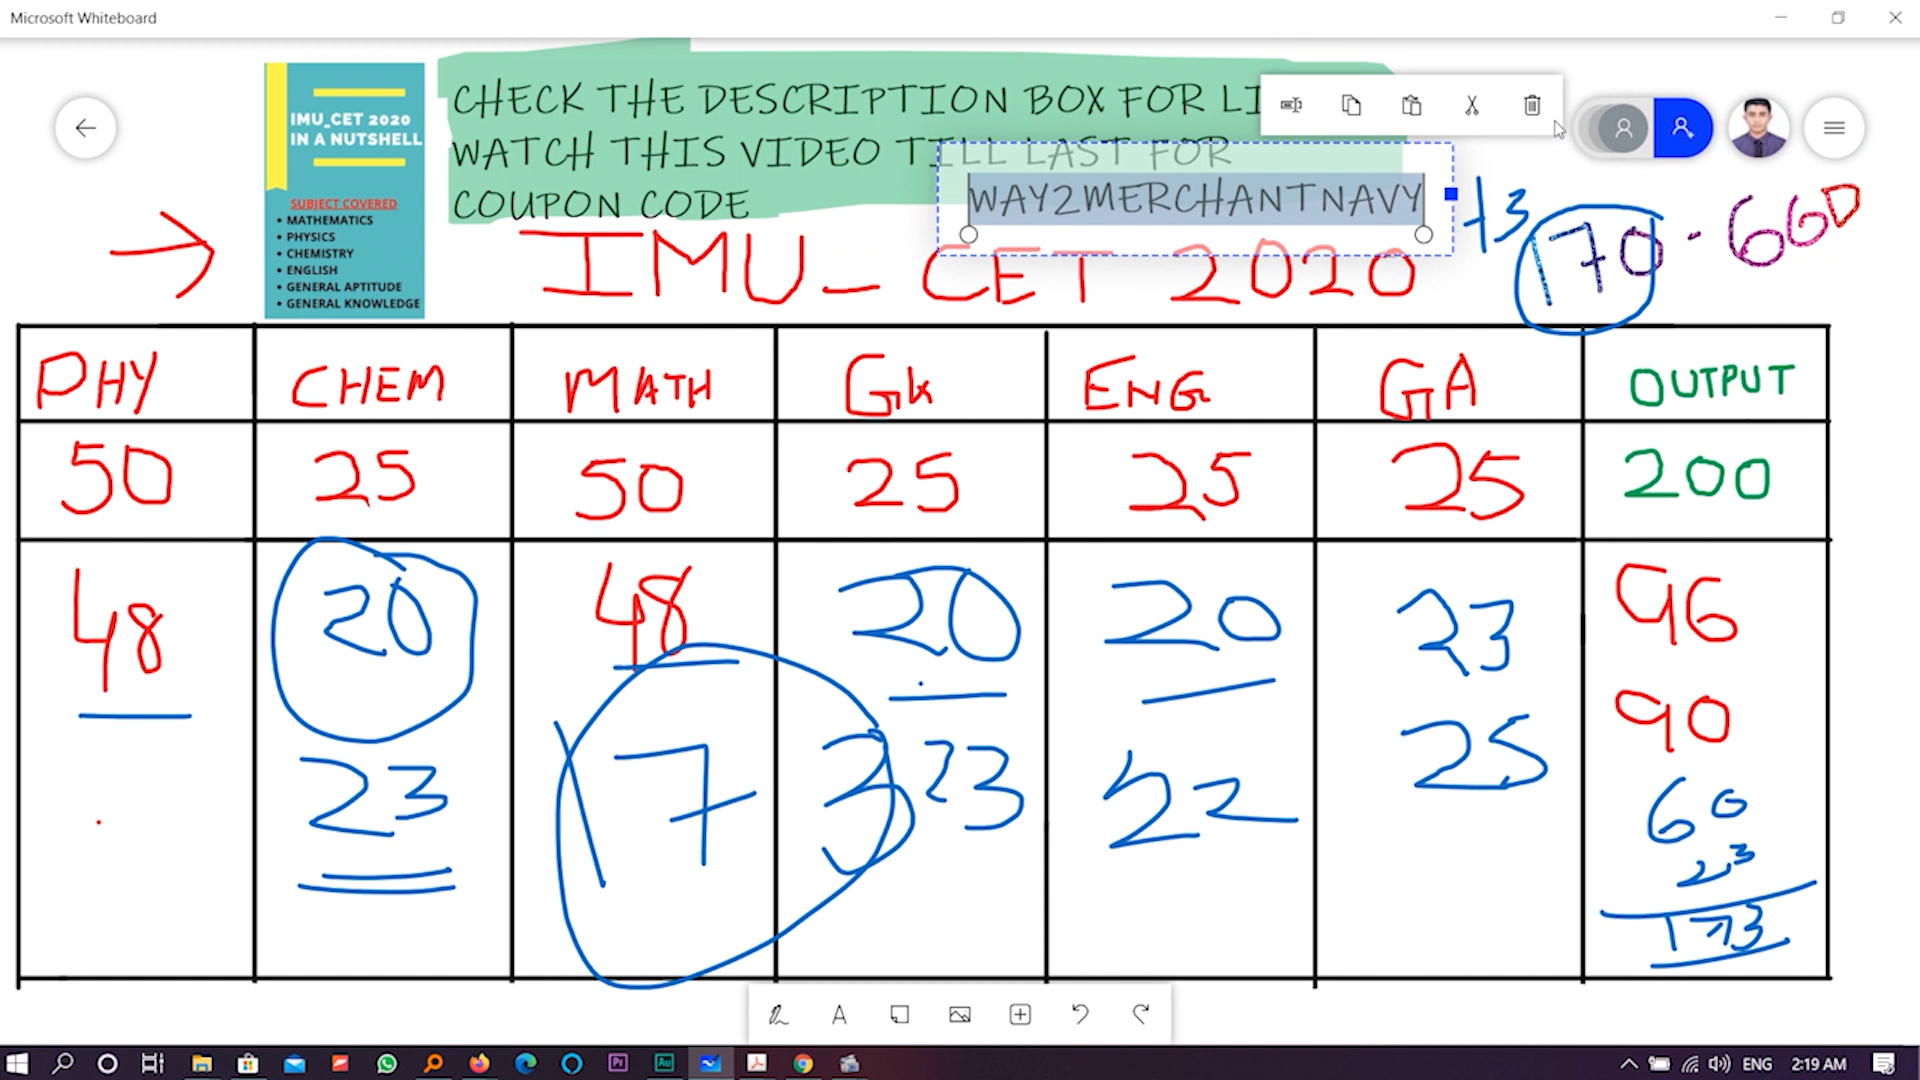 Microsoft Whiteboard
IMU_CET 2020
IN A NUTSHELL
SUBJECT COVERED
• MATHEMATICS
• PHYSICS
• CHEMISTRY
• ENGLISH
• GENERAL APTITUDE
• GENERAL KNOWLEDGE
CHECK THE DESCRIPTION BOX FOR LI
WATCH THIS VIDEO TILL LAST FOR
COUPON CODE
WAY2MERCHANTNAVY
IMU_ CET 2020
+3
170 - 660
PHY CHEM MATH GK ENG GA OUTPUT
50 25 50 25 25 25 200
48 20 48 20 20 23 96
90
23 173 23 22 25 60
23
173
ENG 2:19 AM